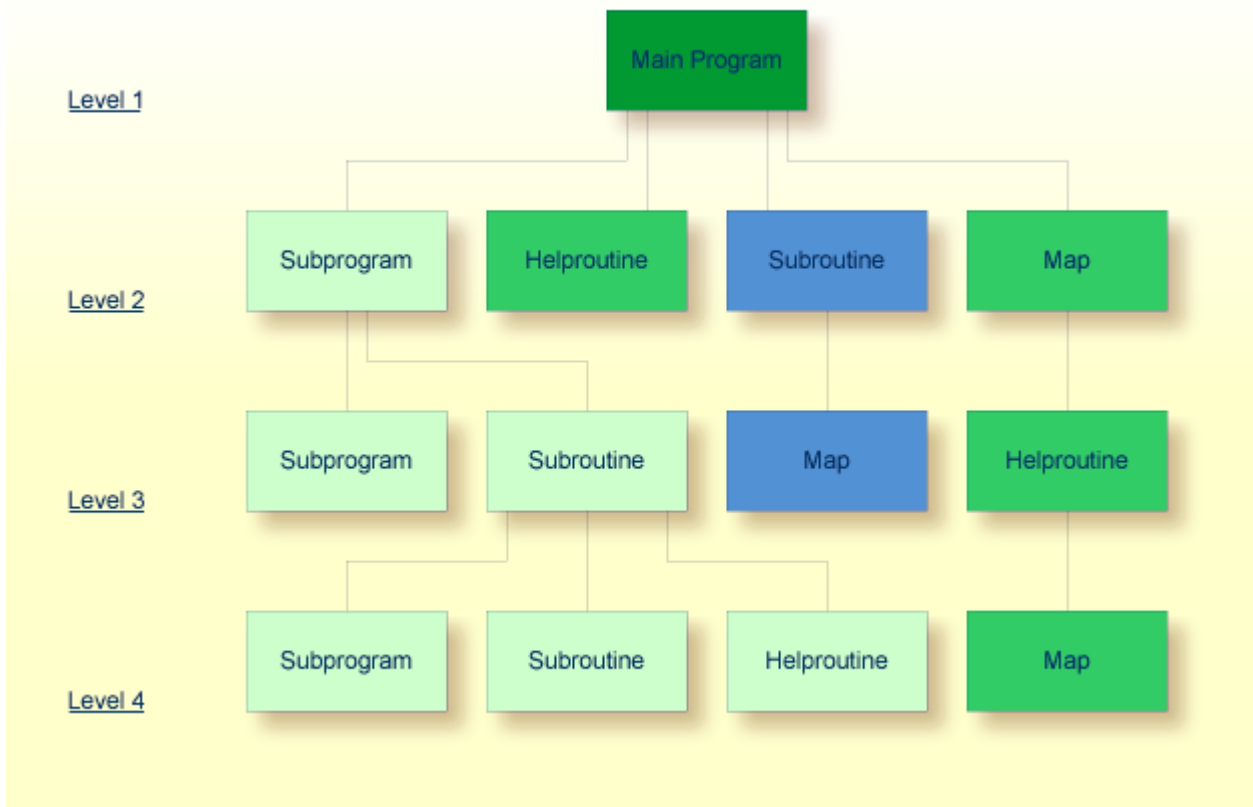 Main Program
Level 1
Subprogram
Helproutine
Subroutine
Map
Level 2
Subprogram
Subroutine
Map
Helproutine
Level 3
Subprogram
Subroutine
Helproutine
Map
Level 4